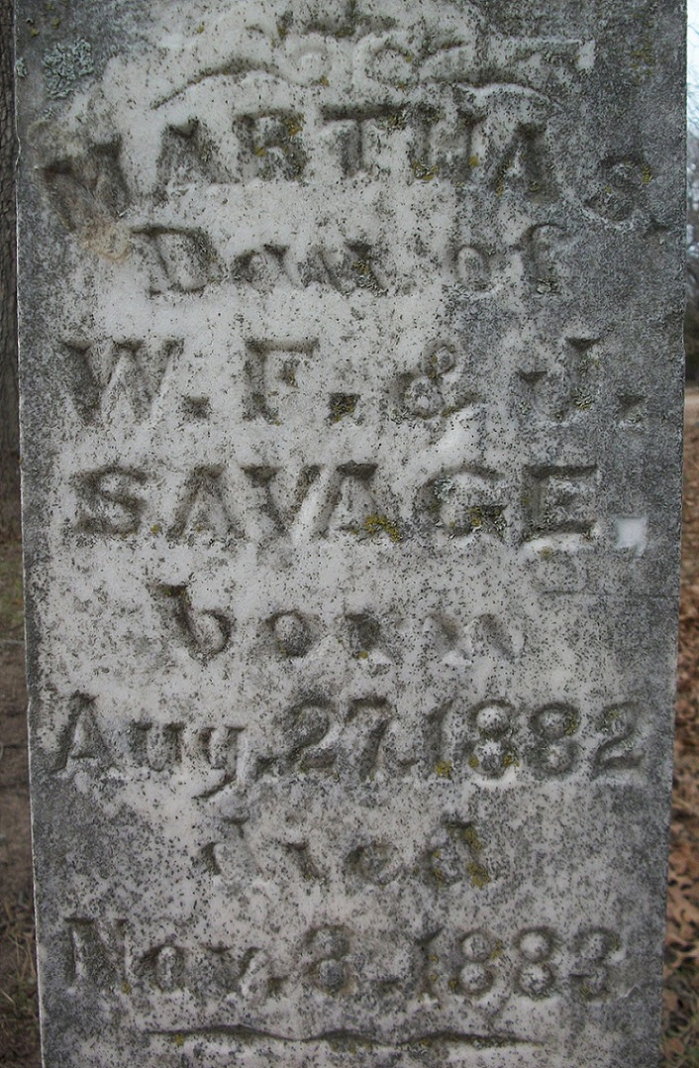 MARTHA S.
Dau. of
W. F. & J.
SAVAGE.
born
Aug. 27. 1882
died
Nov. 8. 1883